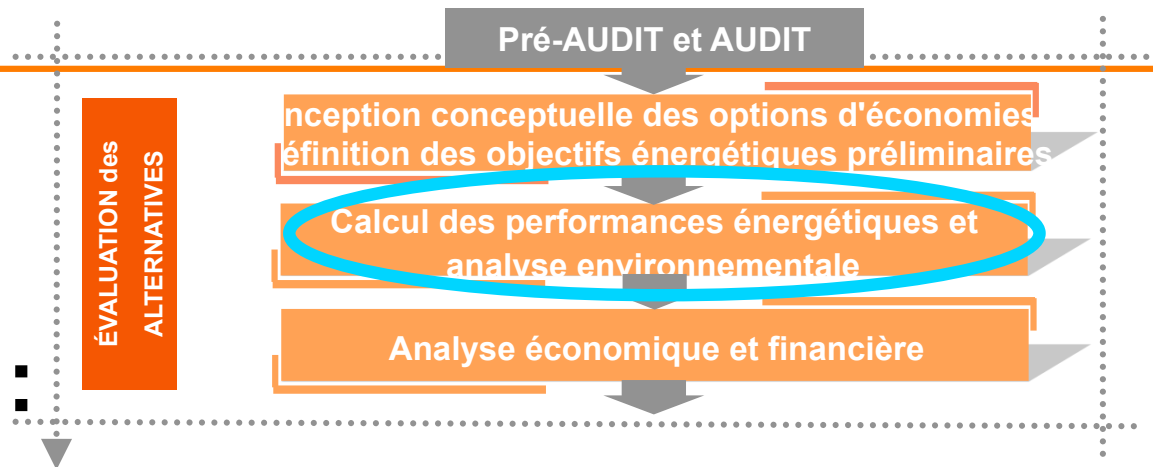 Pré-AUDIT et AUDIT
nception conceptuelle des options d'économies
éfinition des objectifs énergétiques préliminaires
ÉVALUATION des
ALTERNATIVES
Calcul des performances énergétiques et
analyse environnementale
Analyse économique et financière